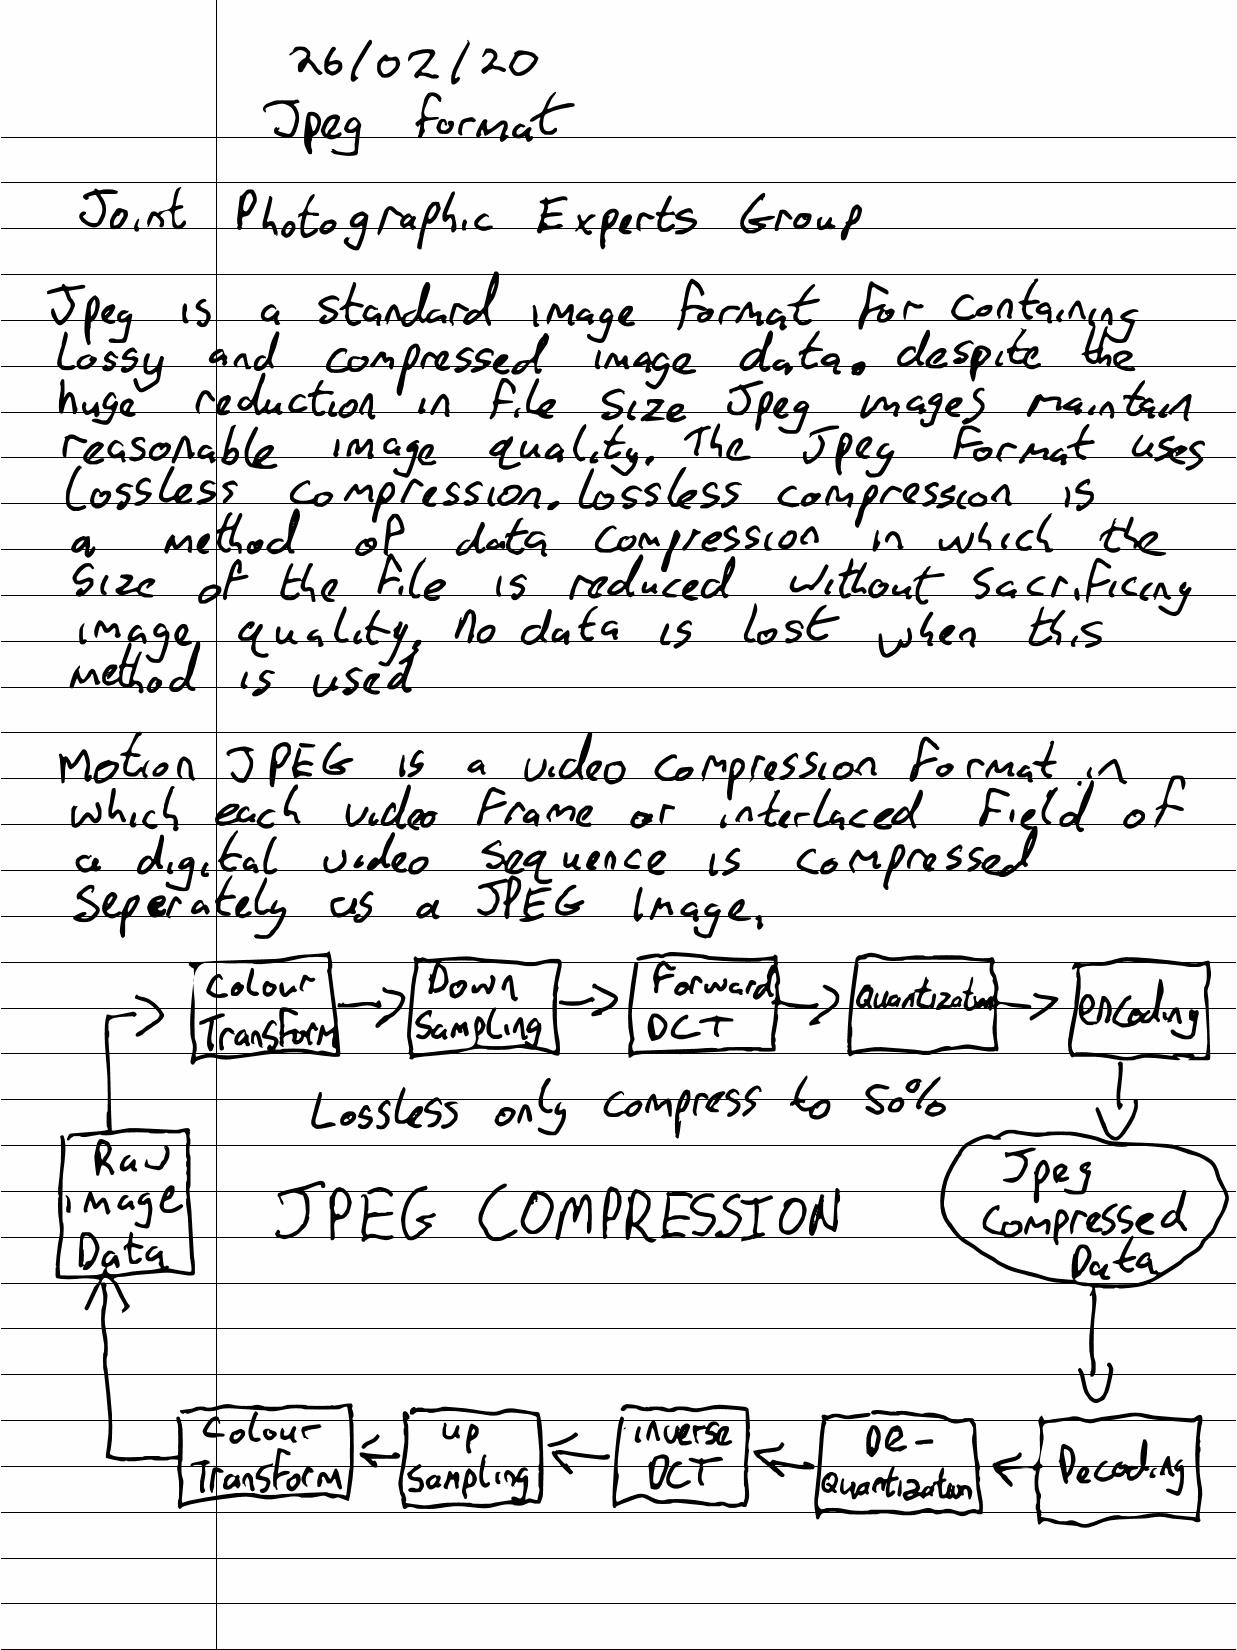 26/02/20
Jpeg format
Joint Photographic Experts Group
Jpeg is a standard image format for containing
lossy and compressed image data. despite the
huge reduction in file size Jpeg images maintain
reasonable image quality. The Jpeg format uses
lossless compression. lossless compression is
a method of data compression in which the
size of the file is reduced without sacrificing
image quality. No data is lost when this
method is used
Motion JPEG is a video compression format in
which each video frame or interlaced field of
a digital video sequence is compressed
seperately as a JPEG image.
Colour
Transform
Down
Sampling
Forward
DCT
Quantization
encoding
Lossless only compress to 50%
Raw
image
Data
JPEG COMPRESSION
Jpeg
Compressed
Data
Colour
Transform
up
sampling
inverse
DCT
De-
Quantization
Decoding